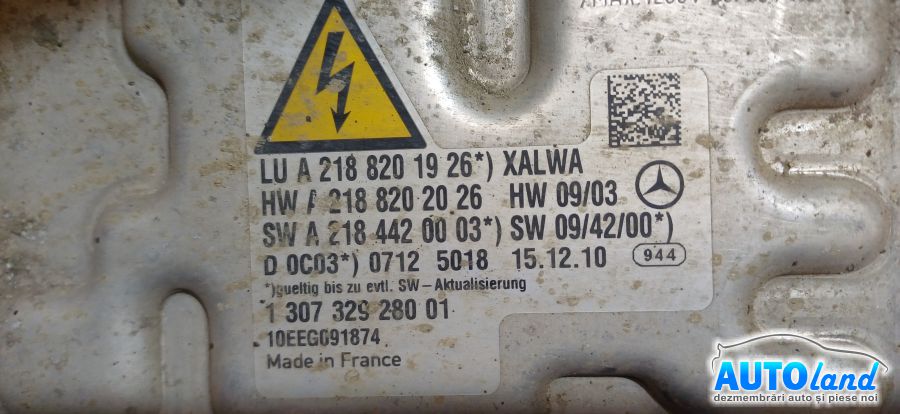 LU A 218 820 19 26*) XALWA
HW A 218 820 20 26 HW 09/03
SW A 218 442 00 03*) SW 09/42/00*)
D 0C03*) 0712 5018 15.12.10 944
*)gueltig bis zu evtl. SW-Aktualisierung
1 307 329 280 01
10EEG091874
Made in France
AUTOland
dezmembrări auto și piese noi